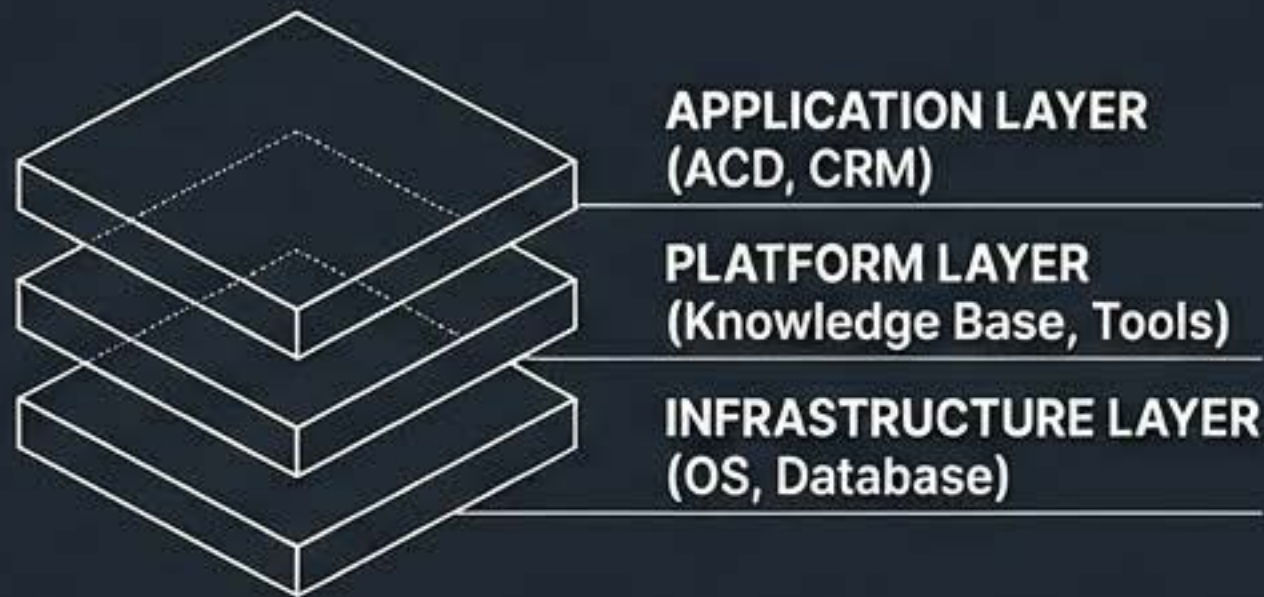 APPLICATION LAYER
(ACD, CRM)
PLATFORM LAYER
(Knowledge Base, Tools)
INFRASTRUCTURE LAYER
(OS, Database)